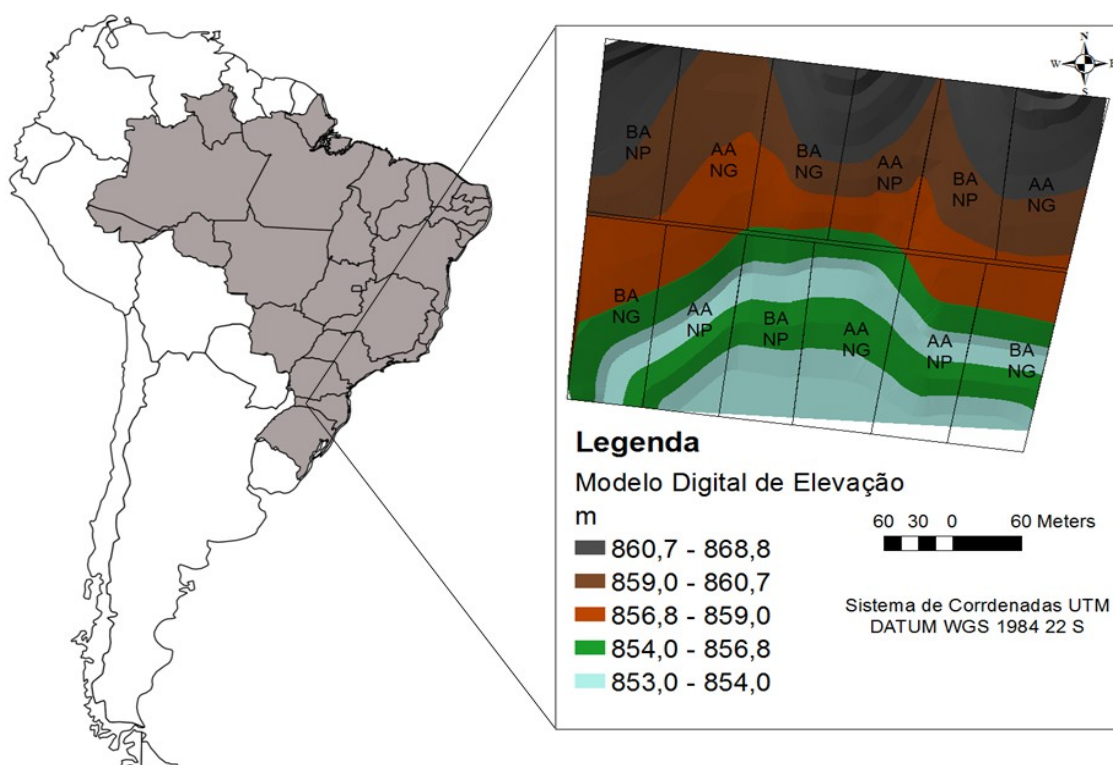 N
W
E
S
BA
NP
AA
NG
BA
NG
AA
NP
BA
NP
AA
NG
BA
NG
AA
NP
BA
NP
AA
NG
AA
NP
BA
NG
Legenda
Modelo Digital de Elevação
m
860,7 - 868,8
859,0 - 860,7
856,8 - 859,0
854,0 - 856,8
853,0 - 854,0
60 30 0 60 Meters
Sistema de Corrdenadas UTM
DATUM WGS 1984 22 S